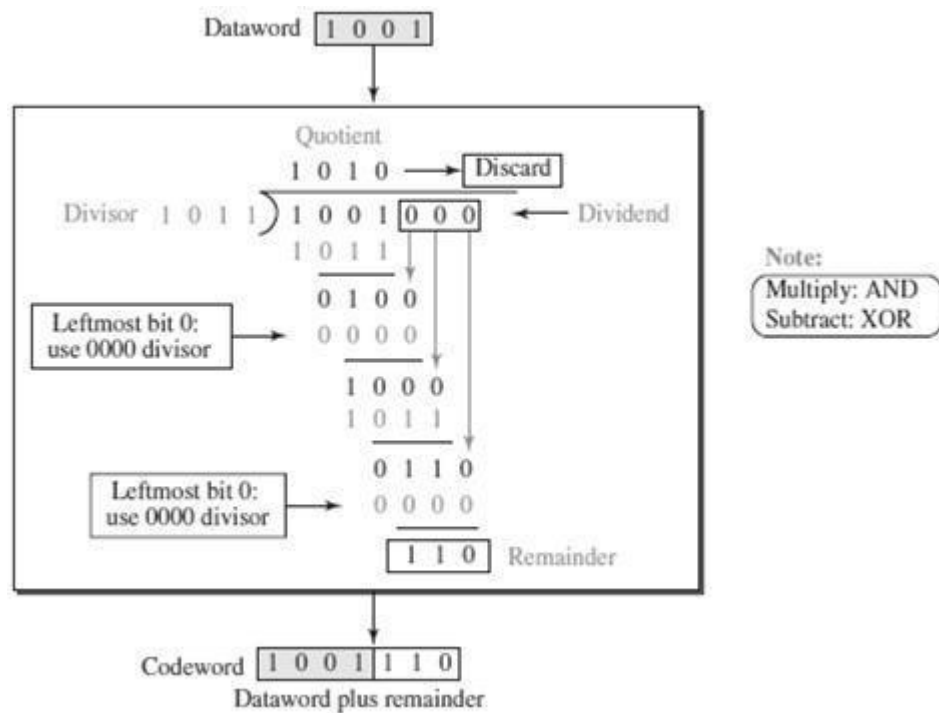 Dataword 1 0 0 1
Quotient
1 0 1 0 Discard
Divisor 1 0 1 1 1 0 0 1 0 0 0 Dividend
1 0 1 1
Note:
Multiply: AND
Subtract: XOR
0 1 0 0
Leftmost bit 0:
use 0000 divisor
0 0 0 0
1 0 0 0
1 0 1 1
0 1 1 0
Leftmost bit 0:
use 0000 divisor
0 0 0 0
1 1 0 Remainder
Codeword 1 0 0 1 1 1 0
Dataword plus remainder